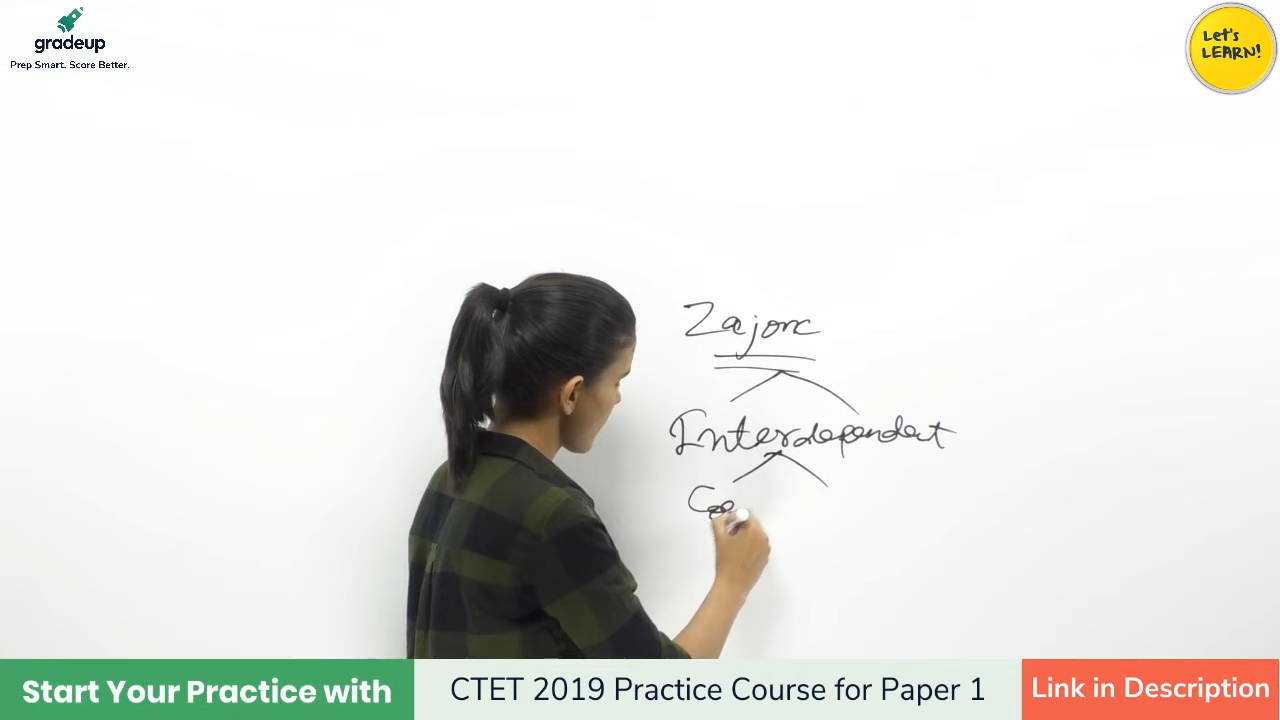 gradeup
Prep Smart. Score Better.
Let's
LEARN!
Zajonc
Interdependent
Start Your Practice with
CTET 2019 Practice Course for Paper 1
Link in Description